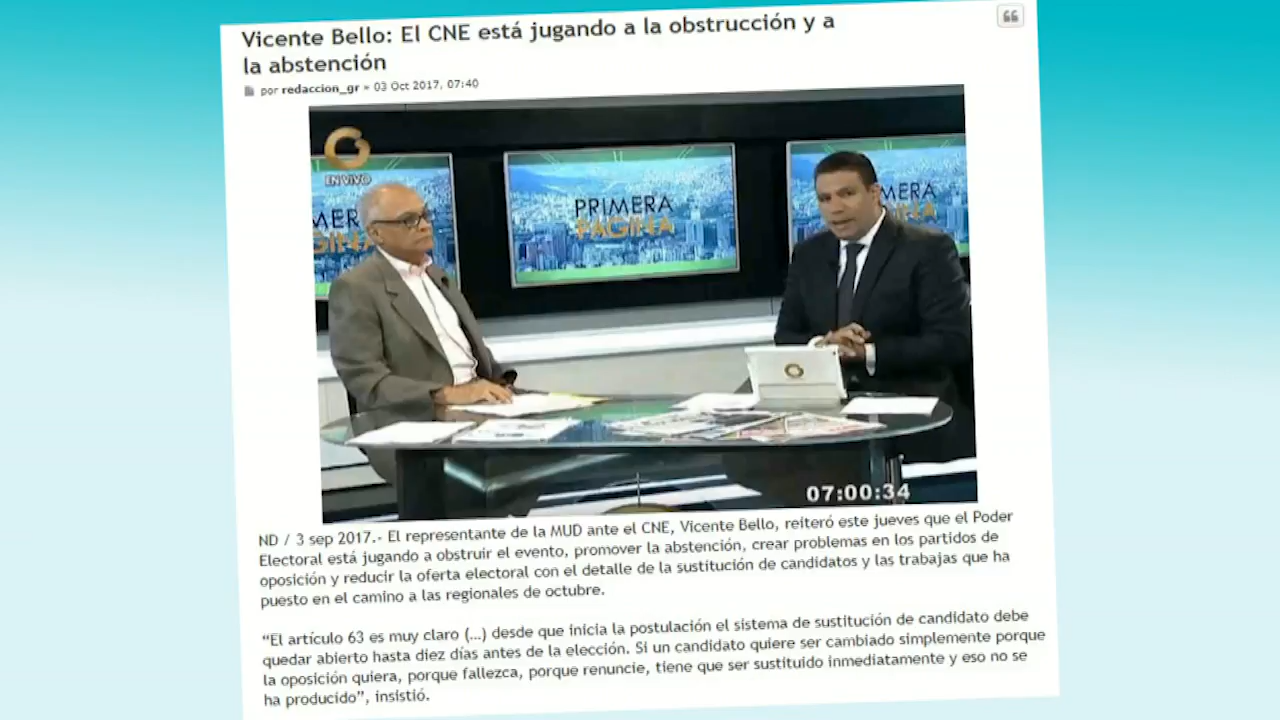 Vicente Bello: El CNE está jugando a la obstrucción y a
la abstención
por redaccion_gr » 03 Oct 2017, 07:40
EN VIVO
MER
PRIMERA
MERA
GINA
PAGINA
GINA
07:00:34
ND / 3 sep 2017.- El representante de la MUD ante el CNE, Vicente Bello, reiteró este jueves que el Poder
Electoral está jugando a obstruir el evento, promover la abstención, crear problemas en los partidos de
oposición y reducir la oferta electoral con el detalle de la sustitución de candidatos y las trabajas que ha
puesto en el camino a las regionales de octubre.
“El artículo 63 es muy claro (...) desde que inicia la postulación el sistema de sustitución de candidato debe
quedar abierto hasta diez días antes de la elección. Si un candidato quiere ser cambiado simplemente porque
la oposición quiera, porque fallezca, porque renuncie, tiene que ser sustituido inmediatamente y eso no se
ha producido”, insistió.